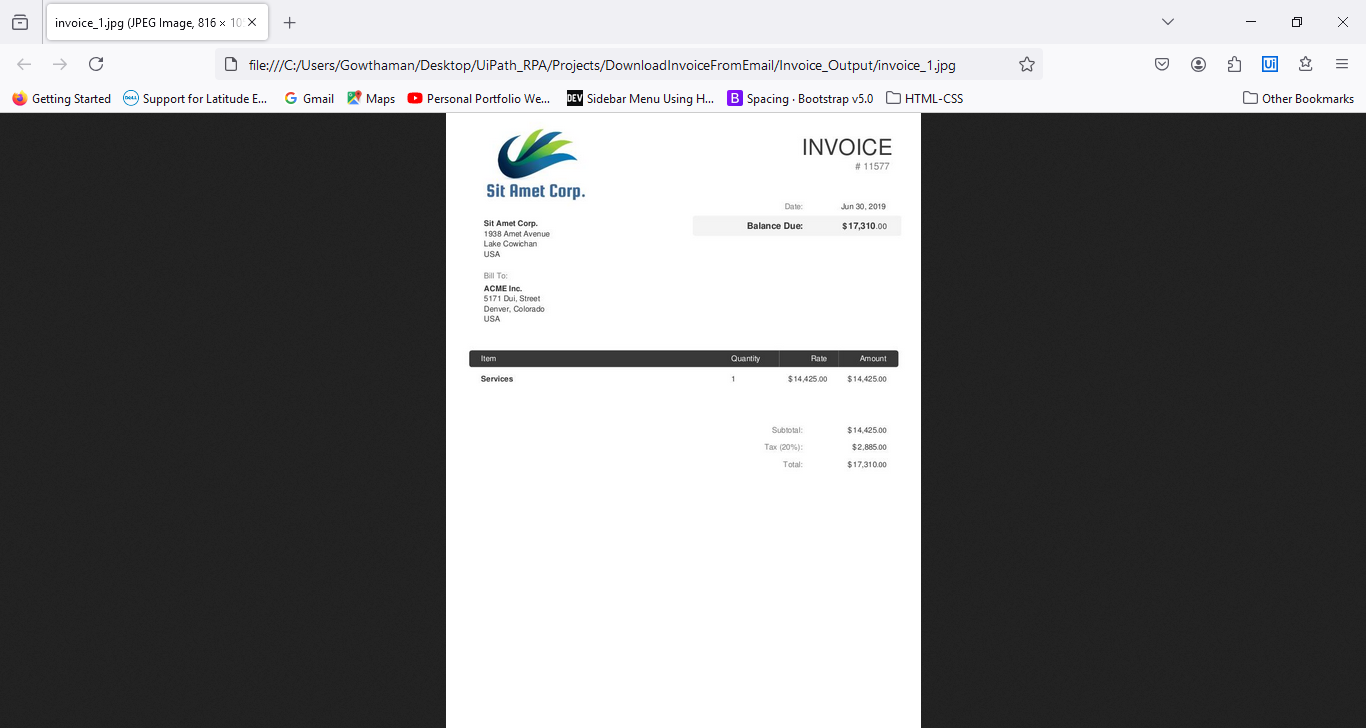 invoice_1.jpg (JPEG Image, 816 × 10
file:///C:/Users/Gowthaman/Desktop/UiPath_RPA/Projects/DownloadInvoiceFromEmail/Invoice_Output/invoice_1.jpg
Ui
Getting Started
DELL Support for Latitude E...
Gmail
Maps
Personal Portfolio We...
DEV Sidebar Menu Using H...
B Spacing · Bootstrap v5.0
HTML-CSS
Other Bookmarks
Sit Amet Corp.
INVOICE
# 11577
Date: Jun 30, 2019
Balance Due: $17,310.00
Sit Amet Corp.
1938 Amet Avenue
Lake Cowichan
USA
Bill To:
ACME Inc.
5171 Dui, Street
Denver, Colorado
USA
Item Quantity Rate Amount
Services 1 $14,425.00 $14,425.00
Subtotal: $14,425.00
Tax (20%): $2,885.00
Total: $17,310.00